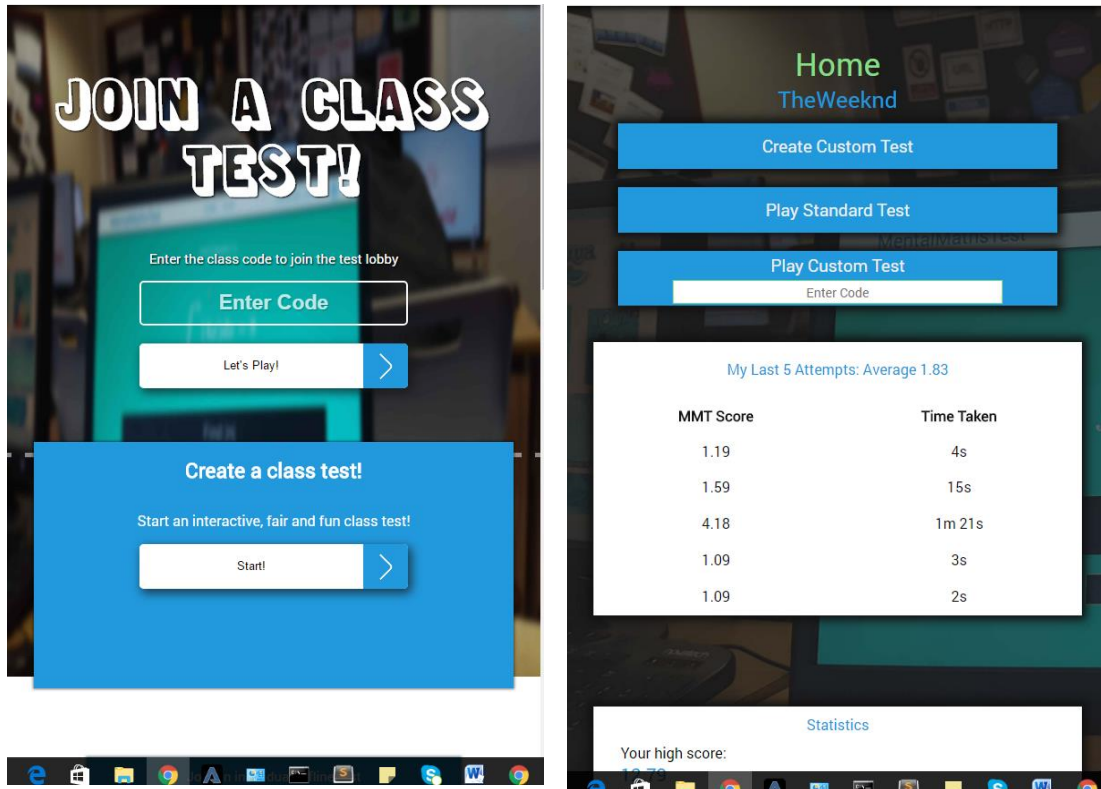 JOIN A CLASS
TEST!
Enter the class code to join the test lobby
Enter Code
Let's Play!
Create a class test!
Start an interactive, fair and fun class test!
Start!
Home
TheWeeknd
Create Custom Test
Play Standard Test
MentalMathsTest
Play Custom Test
Enter Code
My Last 5 Attempts: Average 1.83
MMT Score Time Taken
1.19 4s
1.59 15s
4.18 1m 21s
1.09 3s
1.09 2s
Statistics
Your high score:
12.79